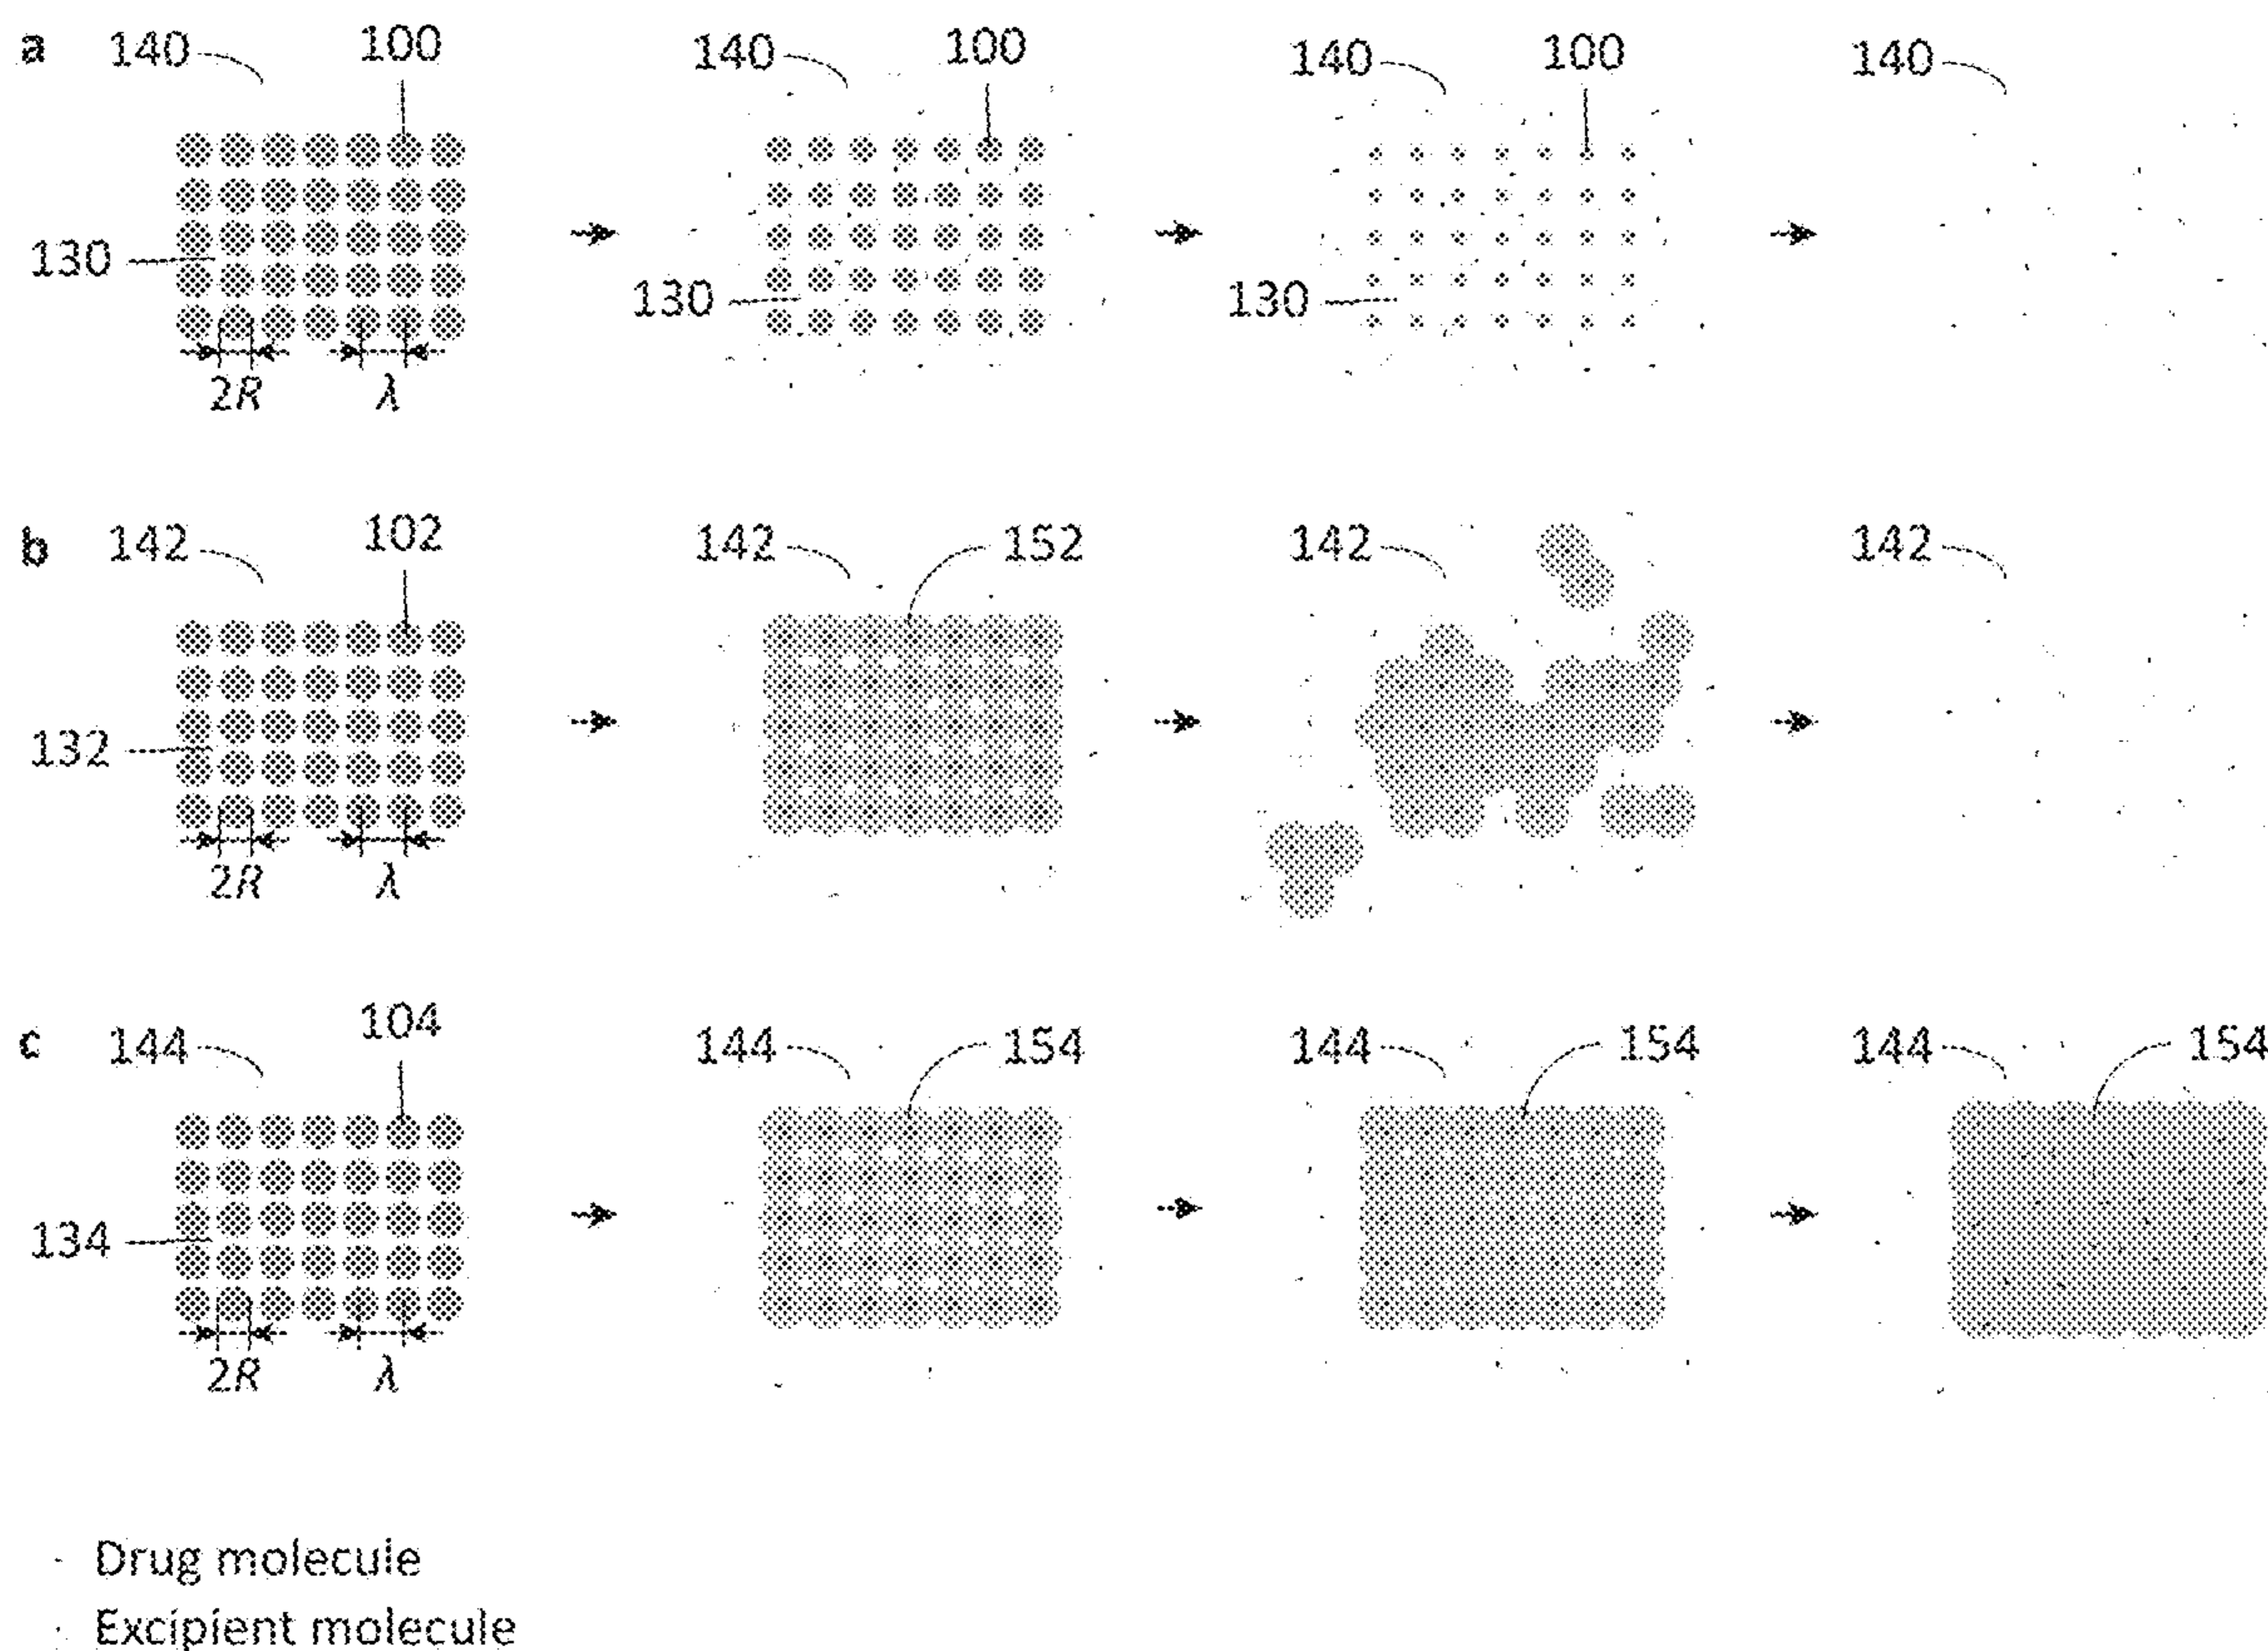 a 140 100 140 100 140 100 140
130 130 130
2R λ
b 142 102 142 152 142 142
132
2R λ
c 144 104 144 154 144 154 144 154
134
2R λ
Drug molecule
Excipient molecule